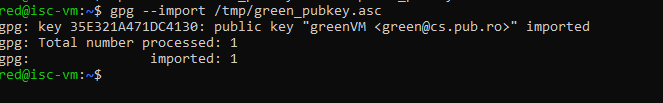 red@isc-vm:~$ gpg --import /tmp/green_pubkey.asc
gpg: key 35E321A471DC4130: public key "greenVM <green@cs.pub.ro>" imported
gpg: Total number processed: 1
gpg:               imported: 1
red@isc-vm:~$